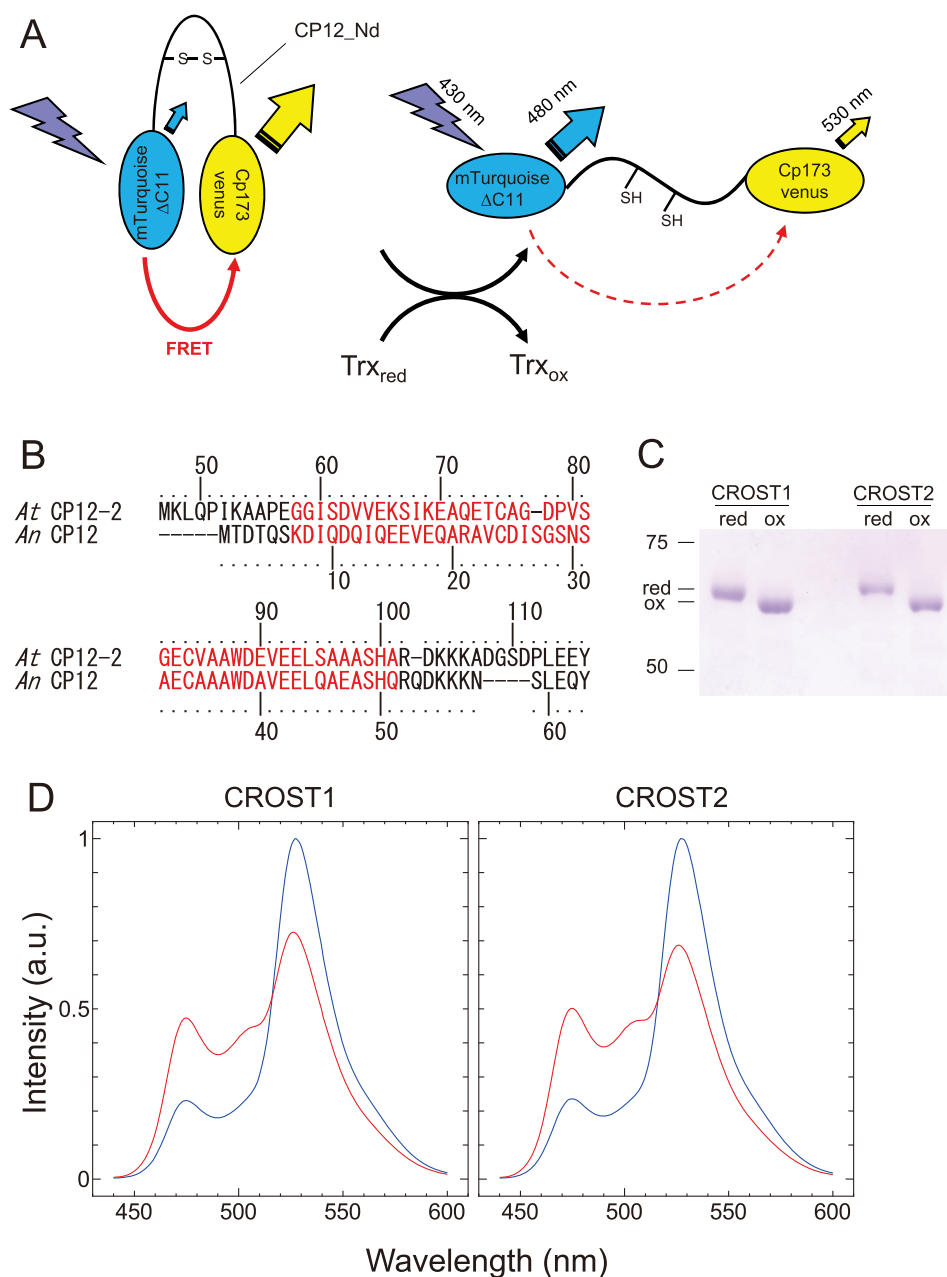 A
CP12_Nd
S S
mTurquoise
ΔC11
Cp173
venus
FRET
430 nm
480 nm
530 nm
mTurquoise
ΔC11
SH
SH
Cp173
venus
Trxred
Trxox
B
50 60 70 80
At CP12-2 MKLQPIKAAPEGGISDVVEKSIKEAQETCAG-DPVS
An CP12 -----MTDTQSKDIQDQIQEEVEQARAVCDISGSNS
10 20 30
90 100 110
At CP12-2 GECVAAWDEVEELSAAASHAR-DKKKADGSDPLEEY
An CP12 AECAAAWDAVEELQAEASHQRQDKKKN----SLEQY
40 50 60
C
CROST1 CROST2
red ox red ox
75
red
ox
50
D
CROST1 CROST2
1
0.5
0
Intensity (a.u.)
450 500 550 600 450 500 550 600
Wavelength (nm)